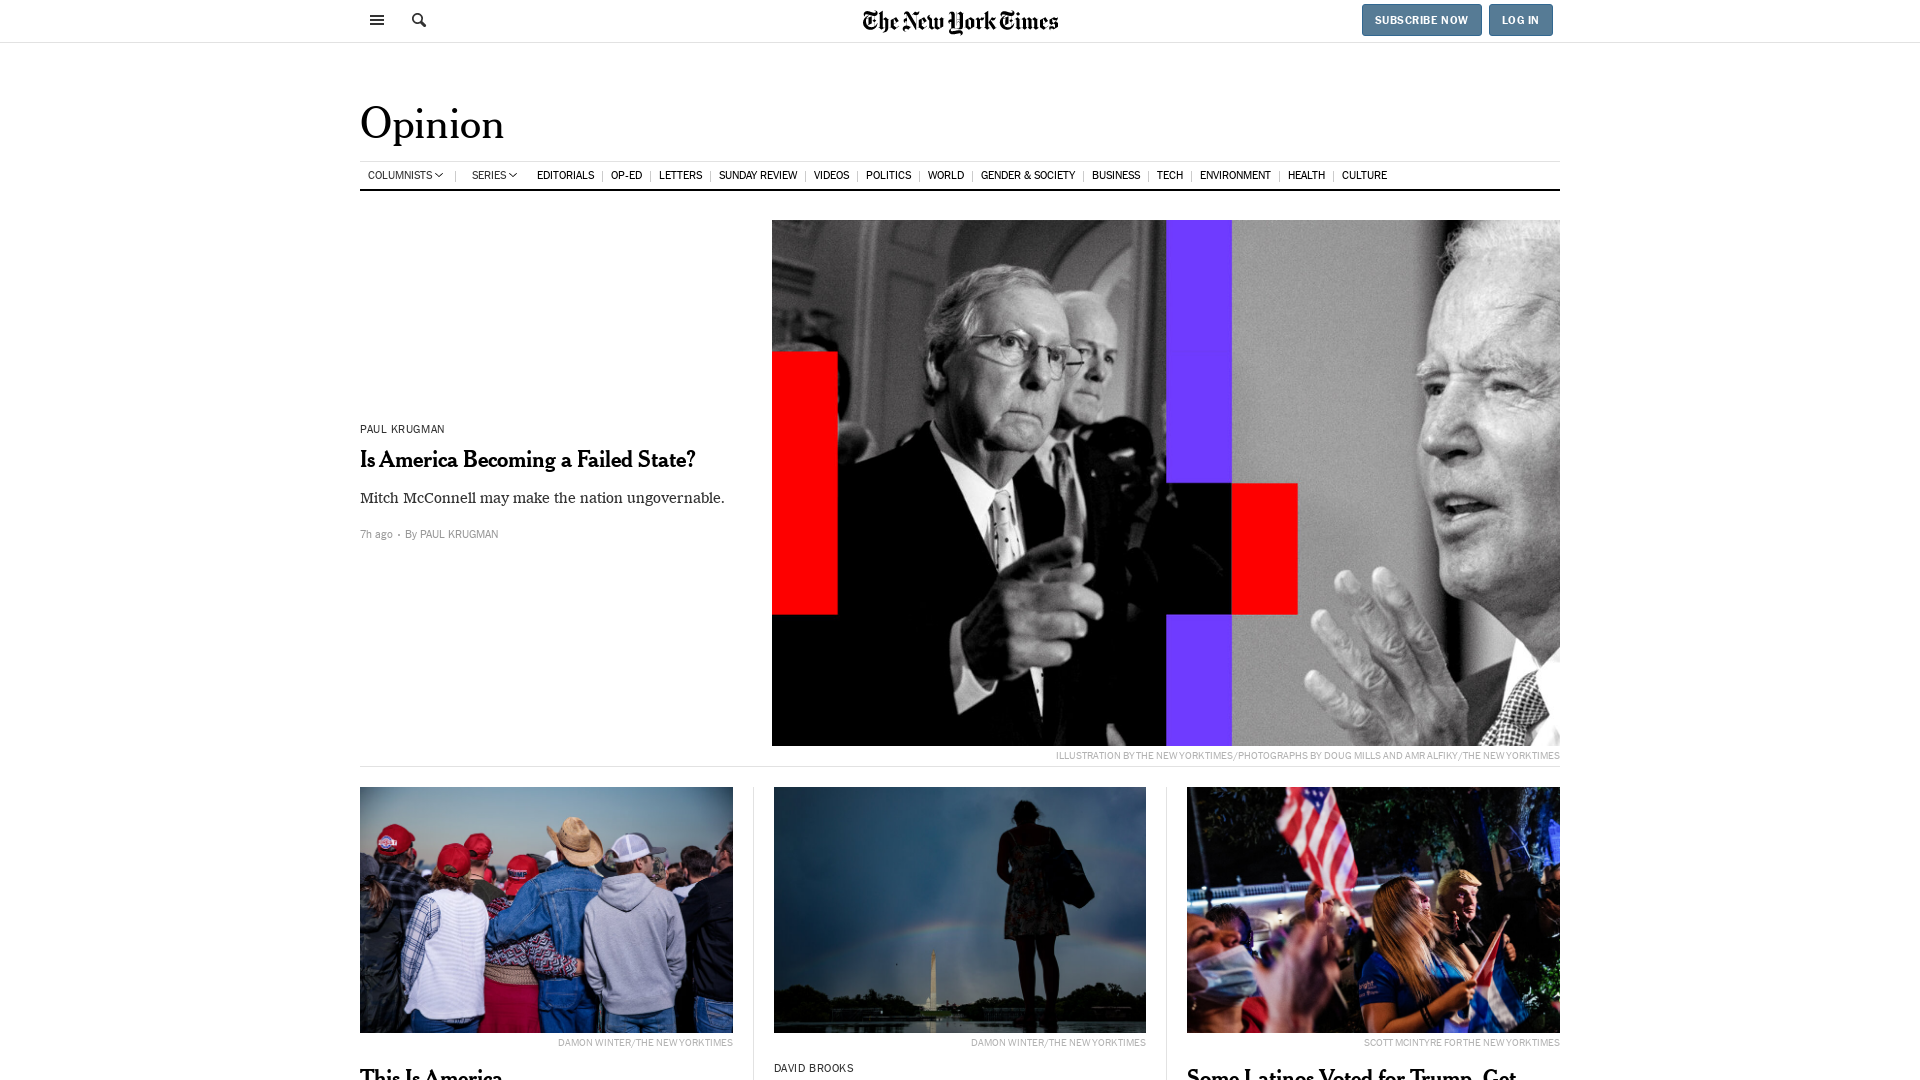 The New York Times
SUBSCRIBE NOW
LOG IN
Opinion
COLUMNISTS SERIES EDITORIALS OP-ED LETTERS SUNDAY REVIEW VIDEOS POLITICS WORLD GENDER & SOCIETY BUSINESS TECH ENVIRONMENT HEALTH CULTURE
PAUL KRUGMAN
Is America Becoming a Failed State?
Mitch McConnell may make the nation ungovernable.
7h ago • By PAUL KRUGMAN
ILLUSTRATION BY THE NEW YORK TIMES/PHOTOGRAPHS BY DOUG MILLS AND AMR ALFIKY/THE NEW YORK TIMES
DAMON WINTER/THE NEW YORK TIMES
This Is America
DAMON WINTER/THE NEW YORK TIMES
DAVID BROOKS
SCOTT MCINTYRE FOR THE NEW YORK TIMES
Some Latinos Voted for Trump. Get